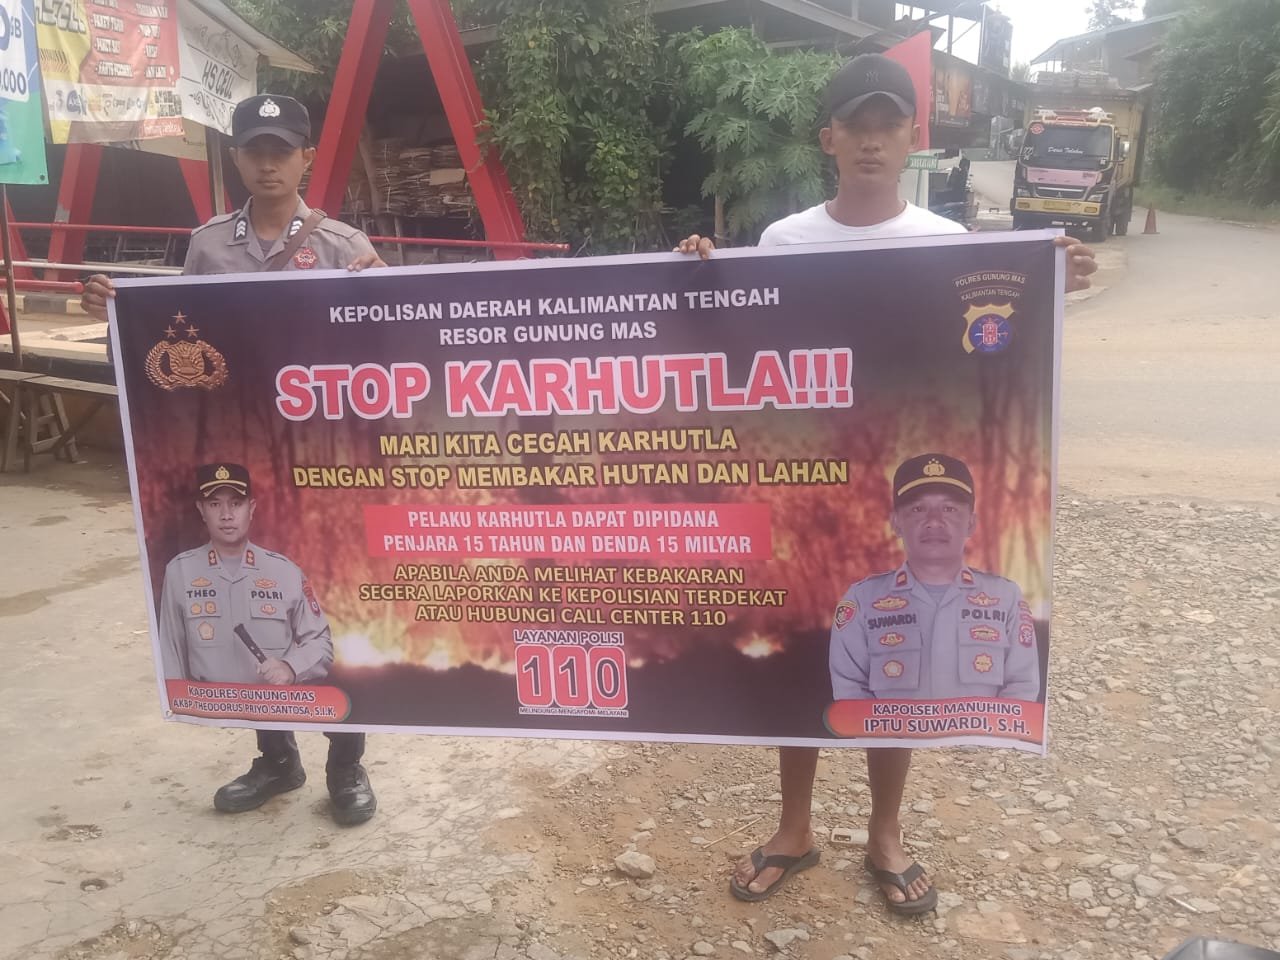 HS CELL
KEPOLISAN DAERAH KALIMANTAN TENGAH
RESOR GUNUNG MAS
STOP KARHUTLA!!!
MARI KITA CEGAH KARHUTLA
DENGAN STOP MEMBAKAR HUTAN DAN LAHAN
PELAKU KARHUTLA DAPAT DIPIDANA
PENJARA 15 TAHUN DAN DENDA 15 MILYAR
APABILA ANDA MELIHAT KEBAKARAN
SEGERA LAPORKAN KE KEPOLISIAN TERDEKAT
ATAU HUBUNGI CALL CENTER 110
LAYANAN POLISI
110
MELINDUNGI-MENGAYOMI-MELAYANI
THEO POLRI
KAPOLRES GUNUNG MAS
AKBP THEODORUS PRIYO SANTOSA, S.I.K,
POLRES GUNUNG MAS
KALIMANTAN TENGAH
SUWARDI POLRI
KAPOLSEK MANUHING
IPTU SUWARDI, S.H.